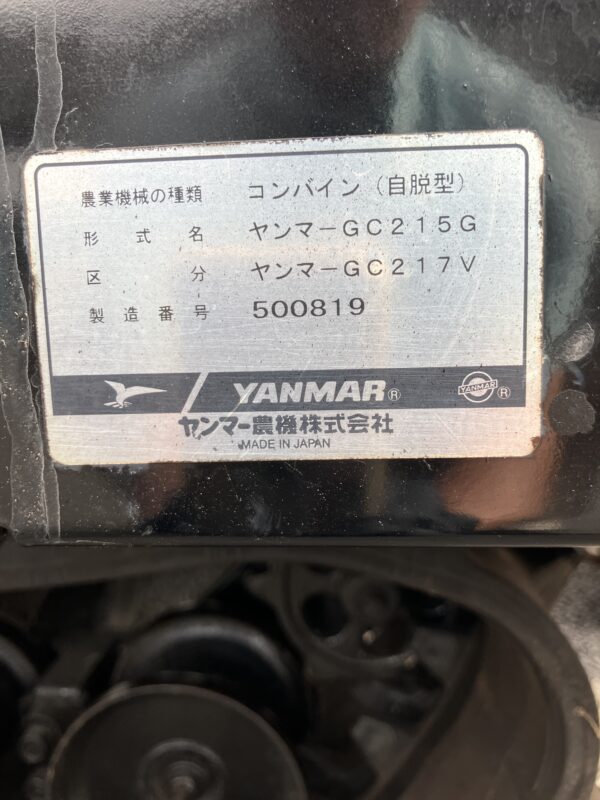 農業機械の種類 コンバイン（自脱型）
形式名 ヤンマーGC215G
区分 ヤンマーGC217V
製造番号 500819
YANMAR® YANMAR®
ヤンマー農機株式会社
MADE IN JAPAN